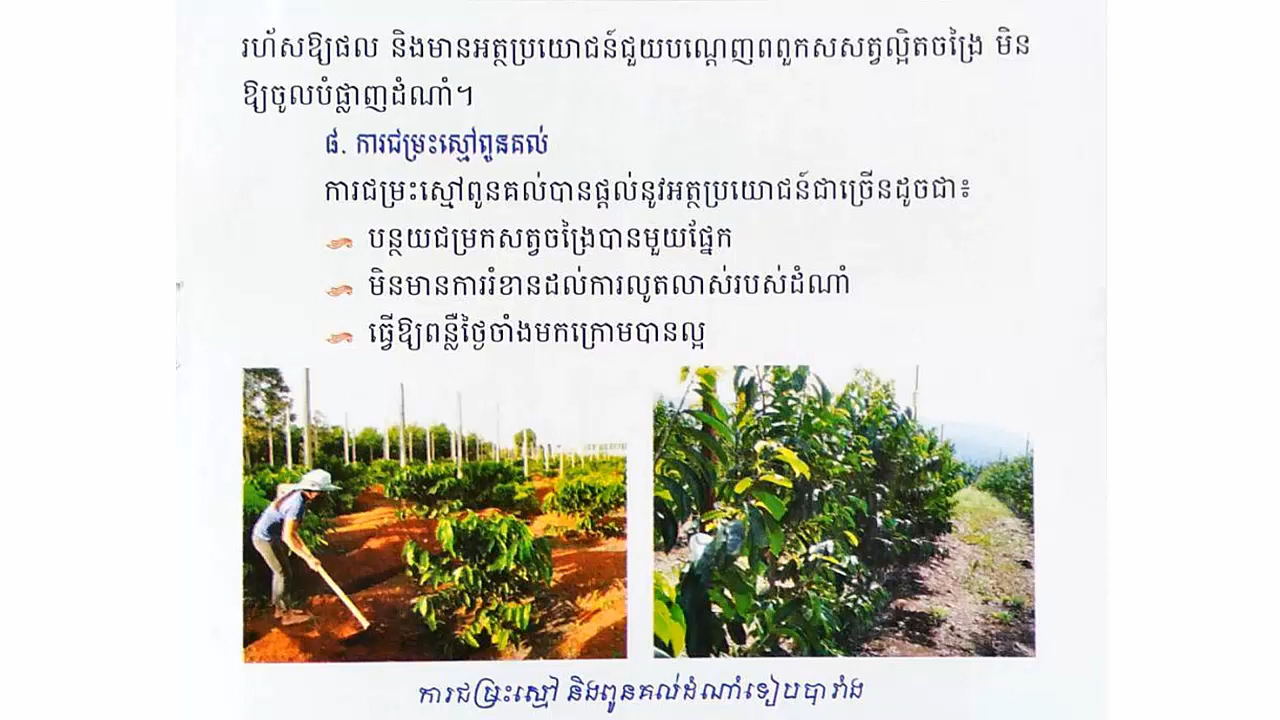 រហ័សឱ្យផល និងមានអត្ថប្រយោជន៍ជួយបណ្ដេញពពួកសសត្វល្អិតចង្រៃ មិន
ឱ្យចូលបំផ្លាញដំណាំ។
៨. ការជម្រះស្មៅពូនគល់
ការជម្រះស្មៅពូនគល់បានផ្ដល់នូវអត្ថប្រយោជន៍ជាច្រើនដូចជា៖
បន្ថយជម្រកសត្វចង្រៃបានមួយផ្នែក
មិនមានការរំខានដល់ការលូតលាស់របស់ដំណាំ
ធ្វើឱ្យពន្លឺថ្ងៃចាំងមកក្រោមបានល្អ
ការជម្រះស្មៅ និងពូនគល់ដំណាំទៀបបារាំង